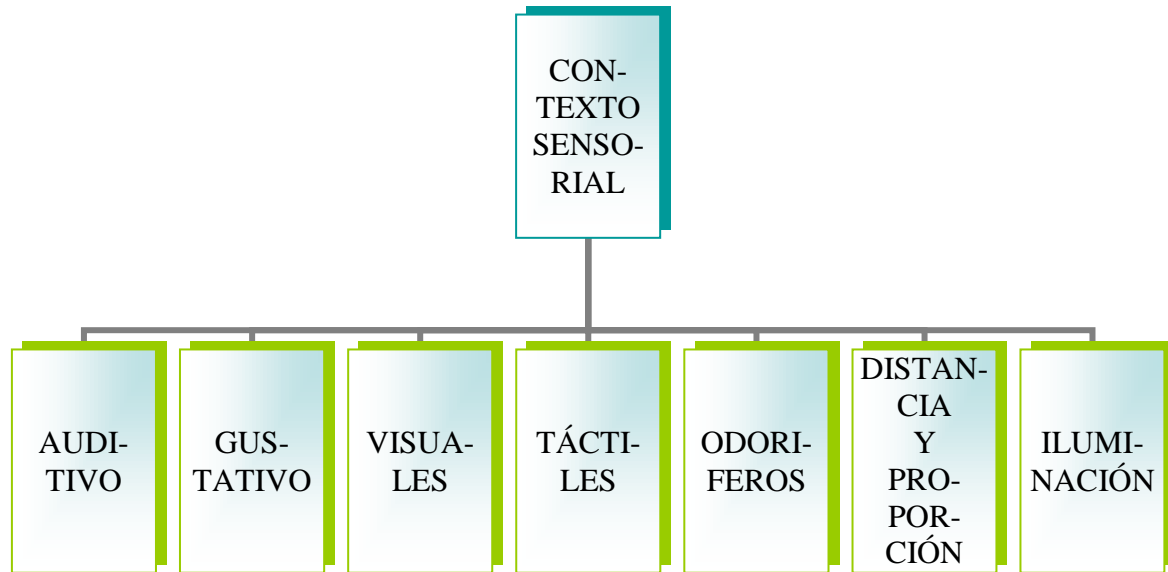 CON-
TEXTO
SENSO-
RIAL
AUDI-
TIVO
GUS-
TATIVO
VISUA-
LES
TÁCTI-
LES
ODORI-
FEROS
DISTAN-
CIA
Y
PRO-
POR-
CIÓN
ILUMI-
NACIÓN